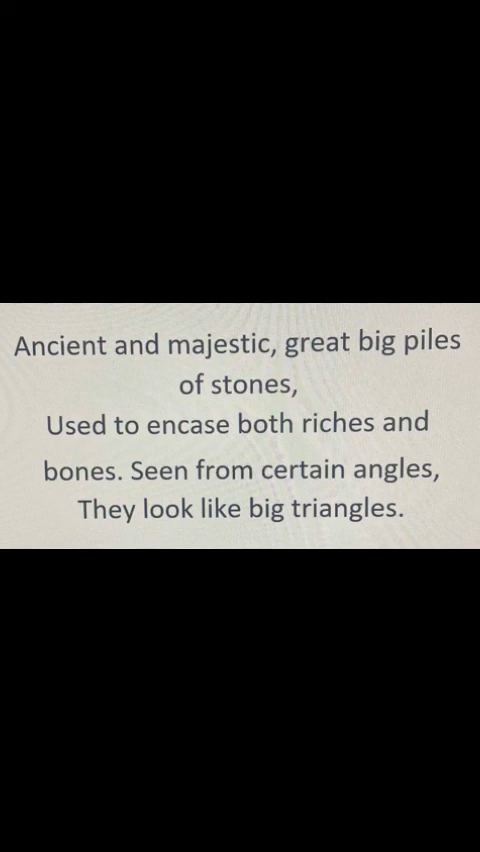 Ancient and majestic, great big piles
of stones,
Used to encase both riches and
bones. Seen from certain angles,
They look like big triangles.